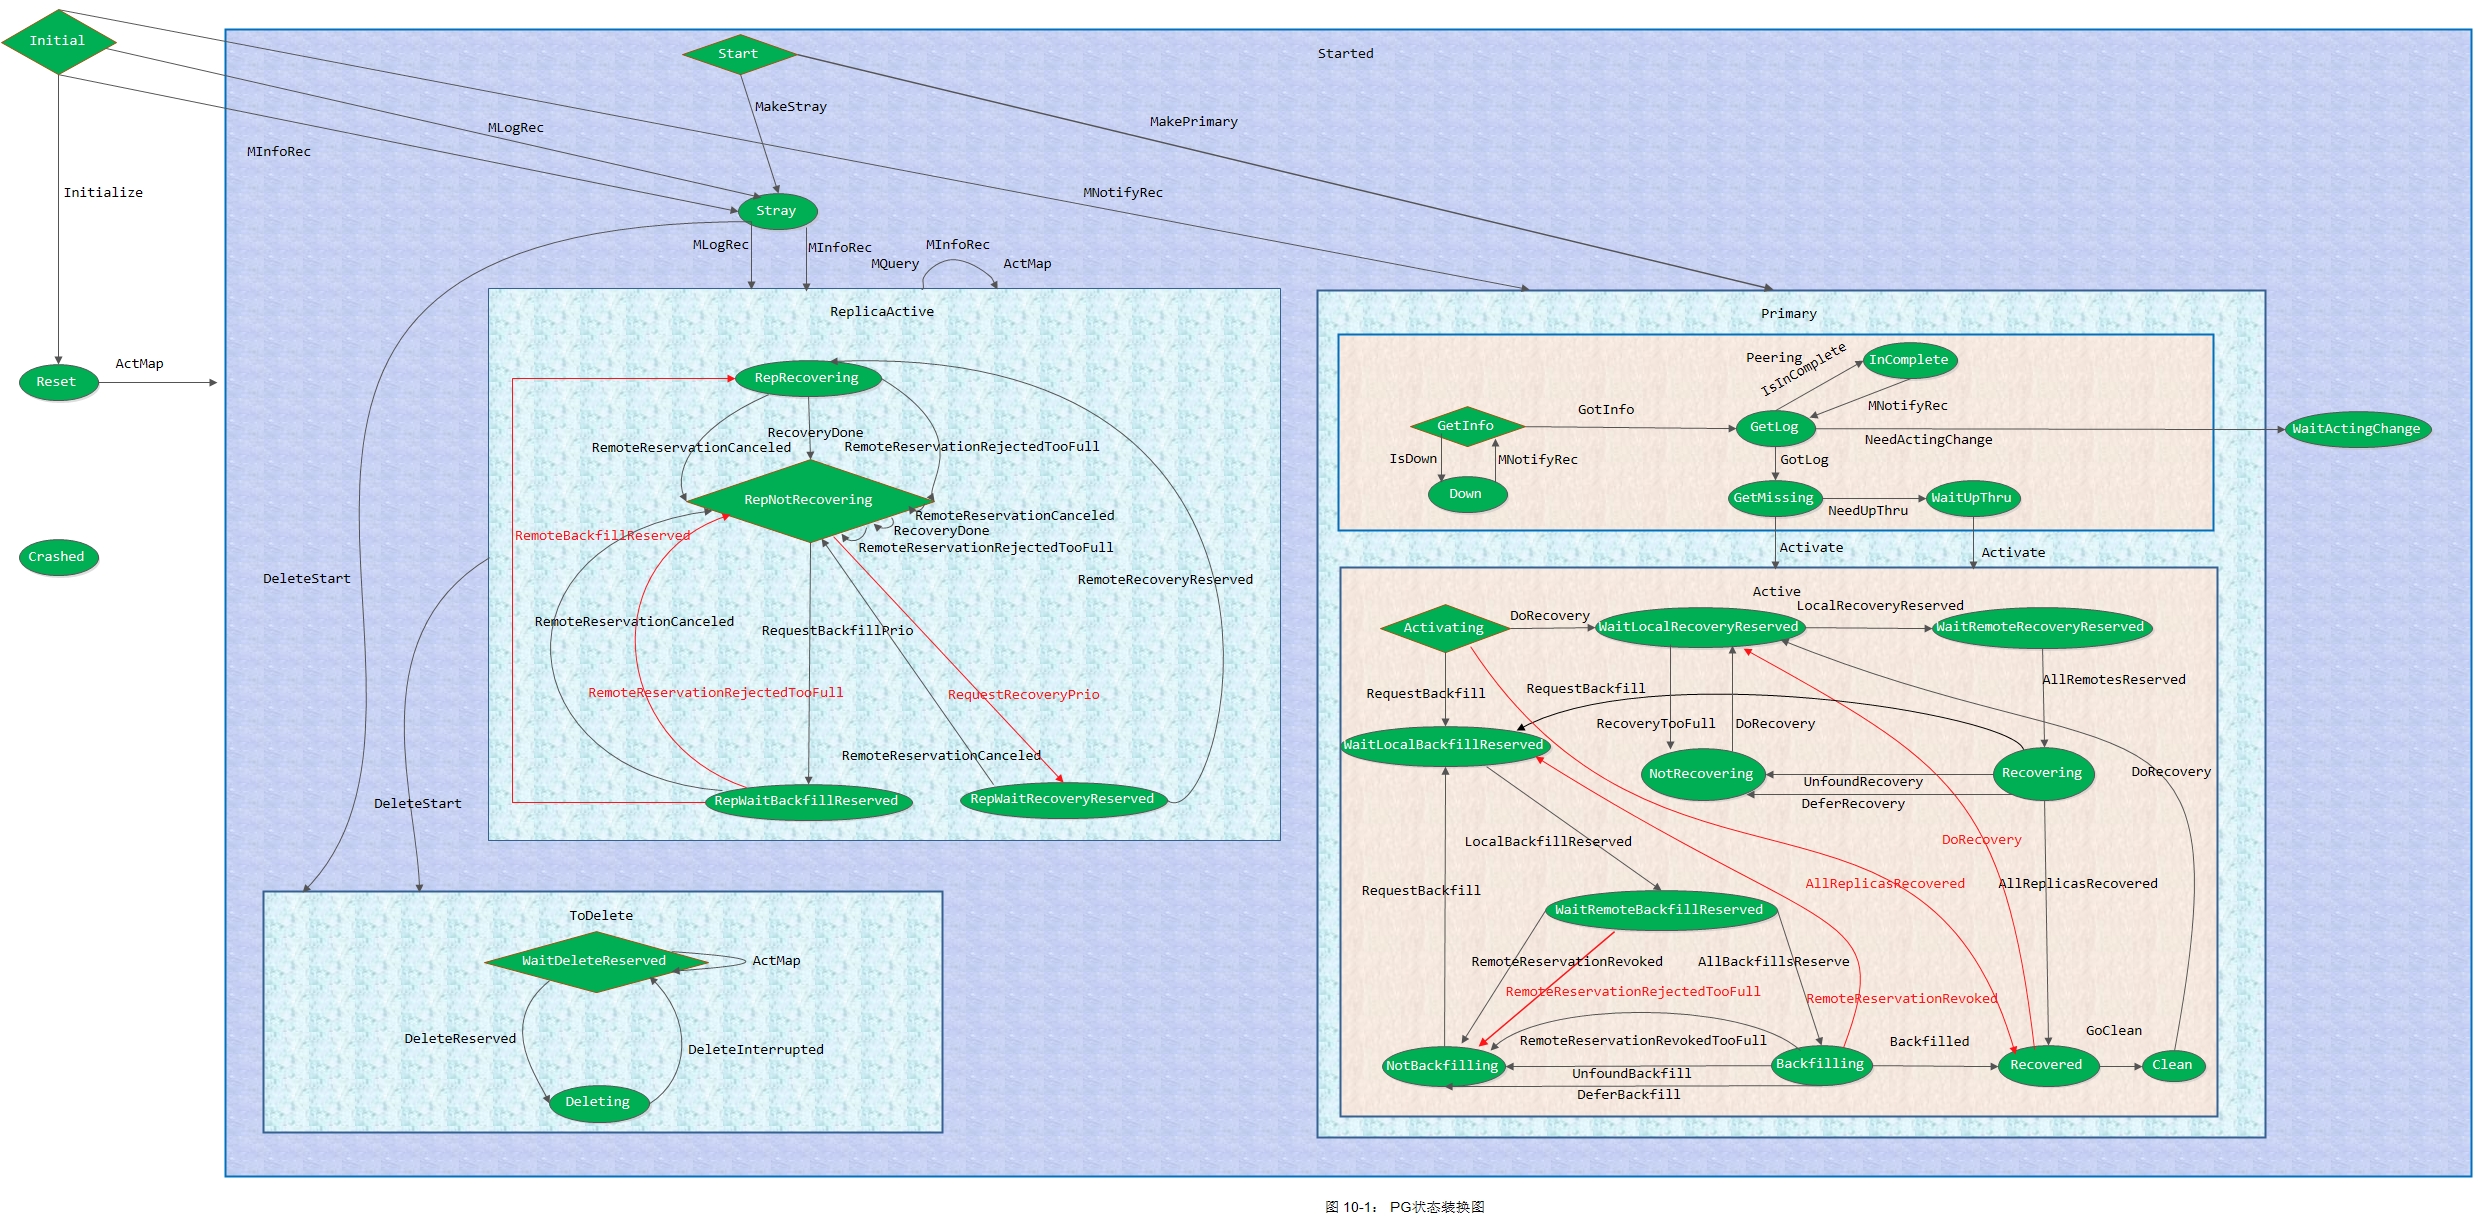 Initial
Start
Started
MakeStray
MakePrimary
MLogRec
MInfoRec
Initialize
MNotifyRec
Stray
MLogRec
MInfoRec
MInfoRec
MQuery
ActMap
Reset
ActMap
Crashed
DeleteStart
DeleteStart
ReplicaActive
RepRecovering
RecoveryDone
RemoteReservationCanceled
RemoteReservationRejectedTooFull
RepNotRecovering
RemoteReservationCanceled
RecoveryDone
RemoteReservationRejectedTooFull
RemoteBackfillReserved
RemoteRecoveryReserved
RemoteReservationCanceled
RequestBackfillPrio
RemoteReservationRejectedTooFull
RequestRecoveryPrio
RemoteReservationCanceled
RepWaitBackfillReserved
RepWaitRecoveryReserved
ToDelete
WaitDeleteReserved
ActMap
DeleteReserved
DeleteInterrupted
Deleting
Primary
Peering
IsInComplete
InComplete
MNotifyRec
GetInfo
GotInfo
GetLog
NeedActingChange
WaitActingChange
IsDown
MNotifyRec
GotLog
Down
GetMissing
NeedUpThru
WaitUpThru
Activate
Activate
Active
Activating
DoRecovery
WaitLocalRecoveryReserved
LocalRecoveryReserved
WaitRemoteRecoveryReserved
RequestBackfill
RequestBackfill
AllRemotesReserved
RecoveryTooFull
DoRecovery
WaitLocalBackfillReserved
NotRecovering
UnfoundRecovery
DeferRecovery
Recovering
DoRecovery
LocalBackfillReserved
DoRecovery
RequestBackfill
AllReplicasRecovered
AllReplicasRecovered
WaitRemoteBackfillReserved
RemoteReservationRevoked
AllBackfillsReserve
RemoteReservationRejectedTooFull
RemoteReservationRevoked
RemoteReservationRevokedTooFull
Backfilled
GoClean
NotBackfilling
UnfoundBackfill
DeferBackfill
Backfilling
Recovered
Clean
图 10-1： PG状态装换图